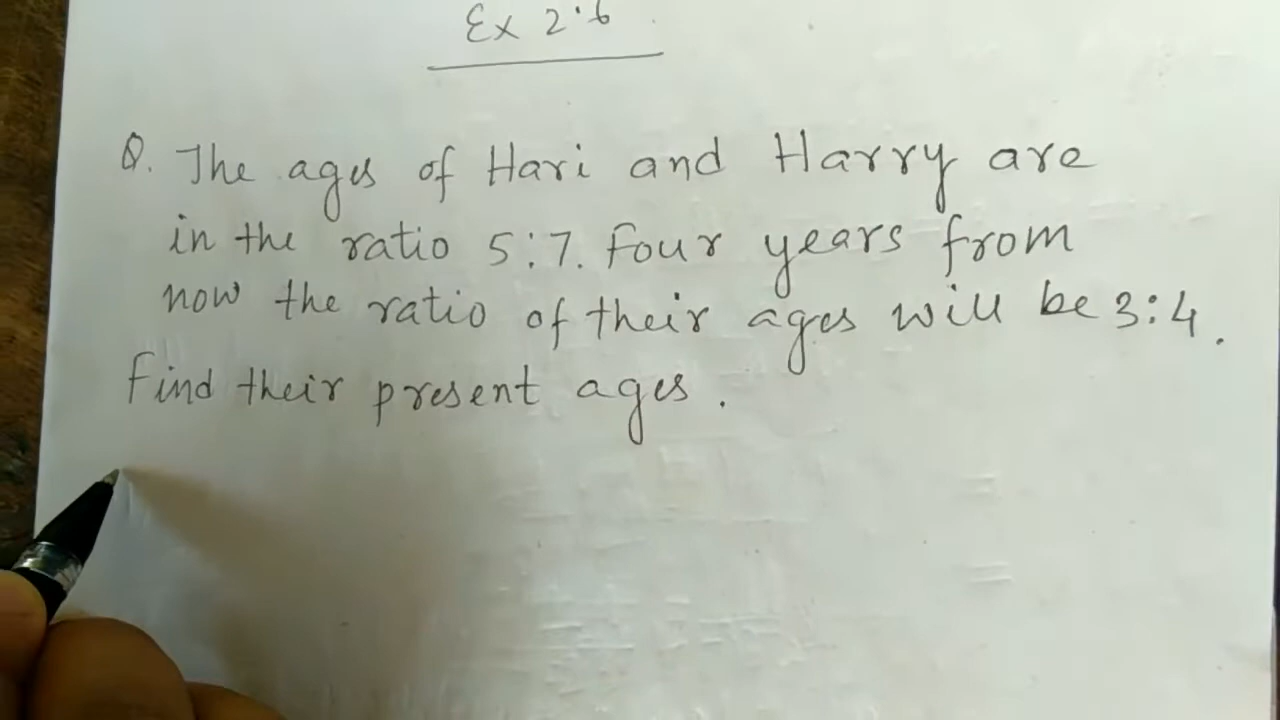 Ex 2.6
Q. The ages of Hari and Harry are
in the ratio 5:7. Four years from
now the ratio of their ages will be 3:4.
Find their present ages.